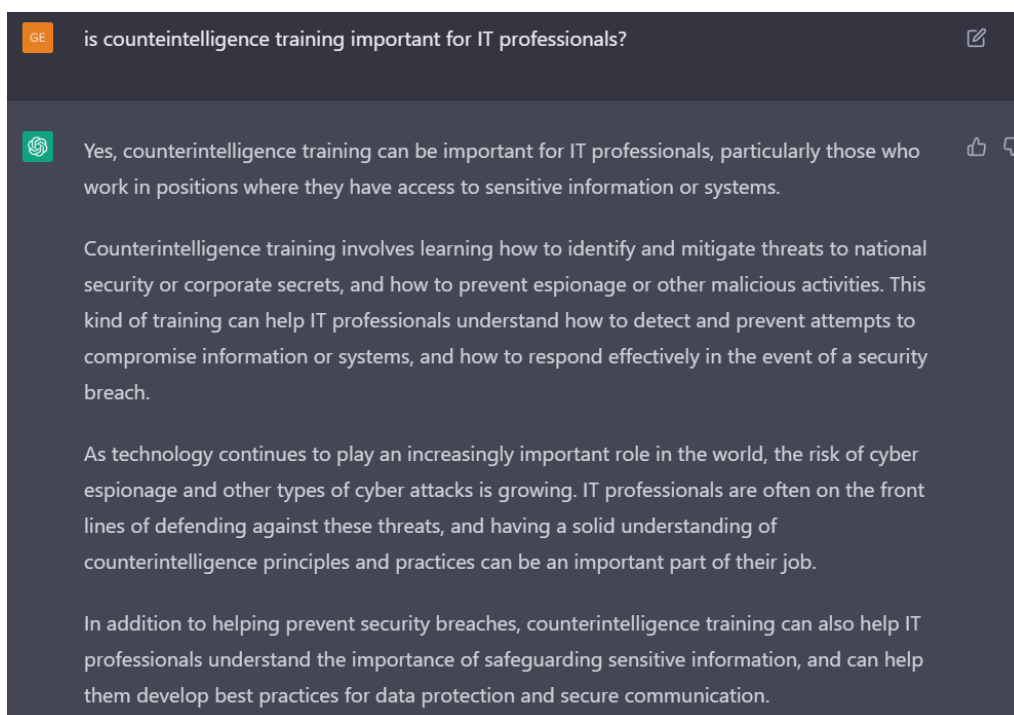 GE
is counteintelligence training important for IT professionals?
Yes, counterintelligence training can be important for IT professionals, particularly those who
work in positions where they have access to sensitive information or systems.
Counterintelligence training involves learning how to identify and mitigate threats to national
security or corporate secrets, and how to prevent espionage or other malicious activities. This
kind of training can help IT professionals understand how to detect and prevent attempts to
compromise information or systems, and how to respond effectively in the event of a security
breach.
As technology continues to play an increasingly important role in the world, the risk of cyber
espionage and other types of cyber attacks is growing. IT professionals are often on the front
lines of defending against these threats, and having a solid understanding of
counterintelligence principles and practices can be an important part of their job.
In addition to helping prevent security breaches, counterintelligence training can also help IT
professionals understand the importance of safeguarding sensitive information, and can help
them develop best practices for data protection and secure communication.